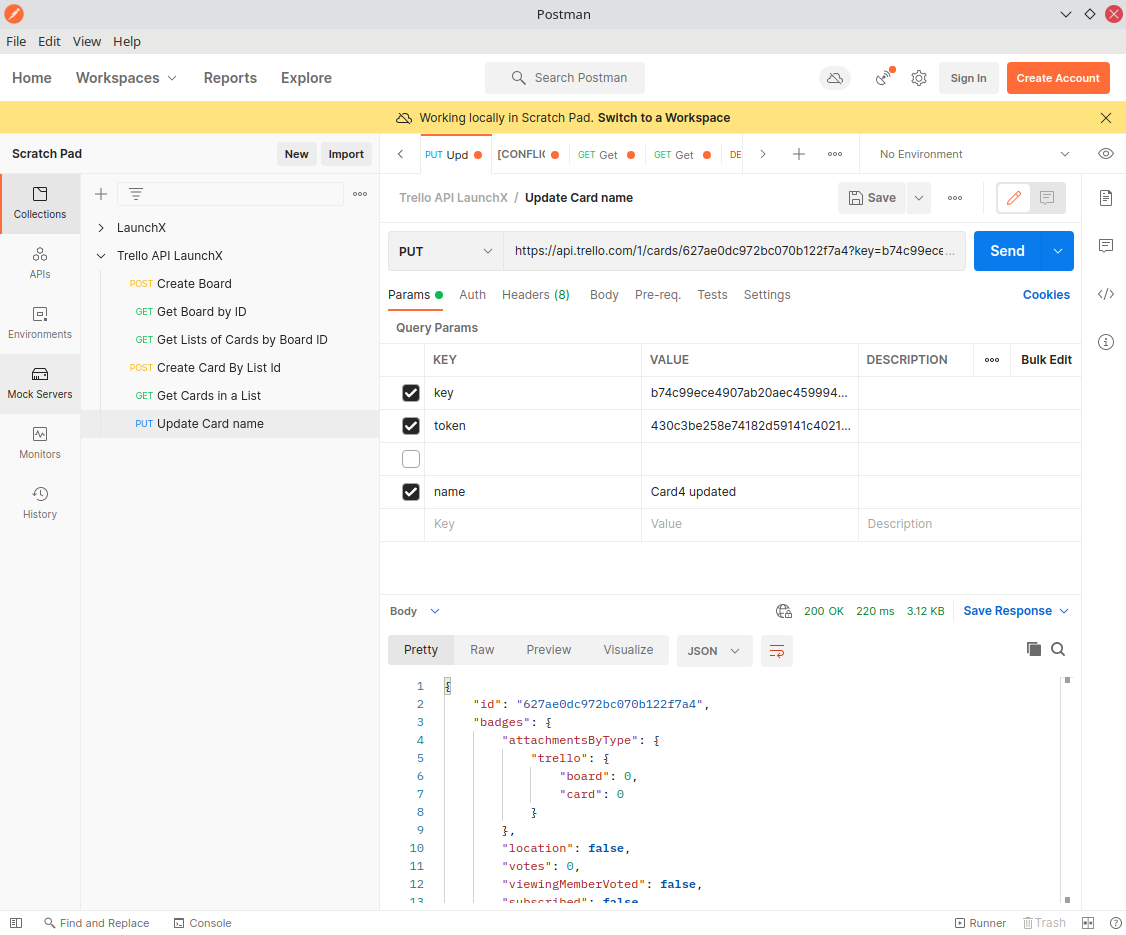 Postman
File Edit View Help
Home Workspaces Reports Explore Search Postman Sign In Create Account
Working locally in Scratch Pad. Switch to a Workspace
Scratch Pad New Import
PUT Upd [CONFLIC GET Get GET Get DE No Environment
Collections
APIs
Environments
Mock Servers
Monitors
History
LaunchX
Trello API LaunchX
POST Create Board
GET Get Board by ID
GET Get Lists of Cards by Board ID
POST Create Card By List Id
GET Get Cards in a List
PUT Update Card name
Trello API LaunchX / Update Card name Save
PUT https://api.trello.com/1/cards/627ae0dc972bc070b122f7a4?key=b74c99ece... Send
Params Auth Headers (8) Body Pre-req. Tests Settings Cookies
Query Params
KEY VALUE DESCRIPTION Bulk Edit
key b74c99ece4907ab20aec459994...
token 430c3be258e74182d59141c4021...
name Card4 updated
Key Value Description
Body 200 OK 220 ms 3.12 KB Save Response
Pretty Raw Preview Visualize JSON
1 {
2 "id": "627ae0dc972bc070b122f7a4",
3 "badges": {
4 "attachmentsByType": {
5 "trello": {
6 "board": 0,
7 "card": 0
8 }
9 },
10 "location": false,
11 "votes": 0,
12 "viewingMemberVoted": false,
13 "subscribed": false,
Find and Replace Console Runner Trash